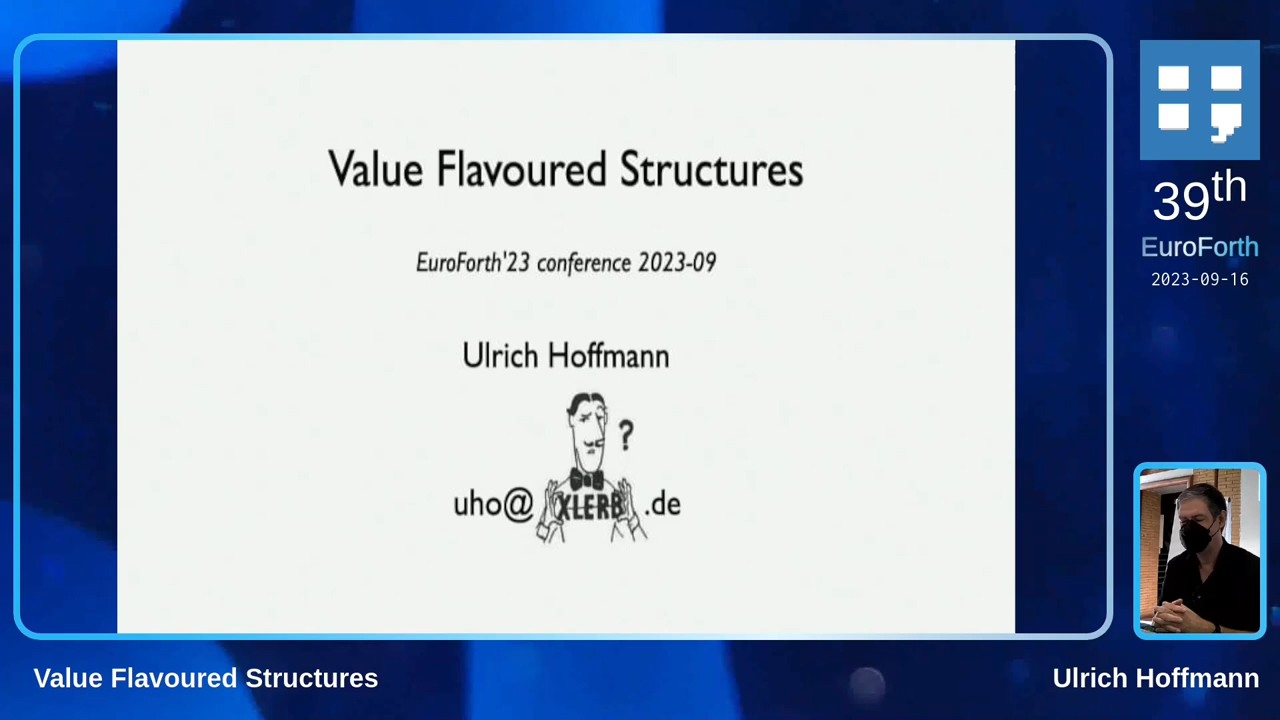 Value Flavoured Structures
EuroForth'23 conference 2023-09
Ulrich Hoffmann
?
uho@XLERB.de
39th
EuroForth
2023-09-16
Value Flavoured Structures
Ulrich Hoffmann